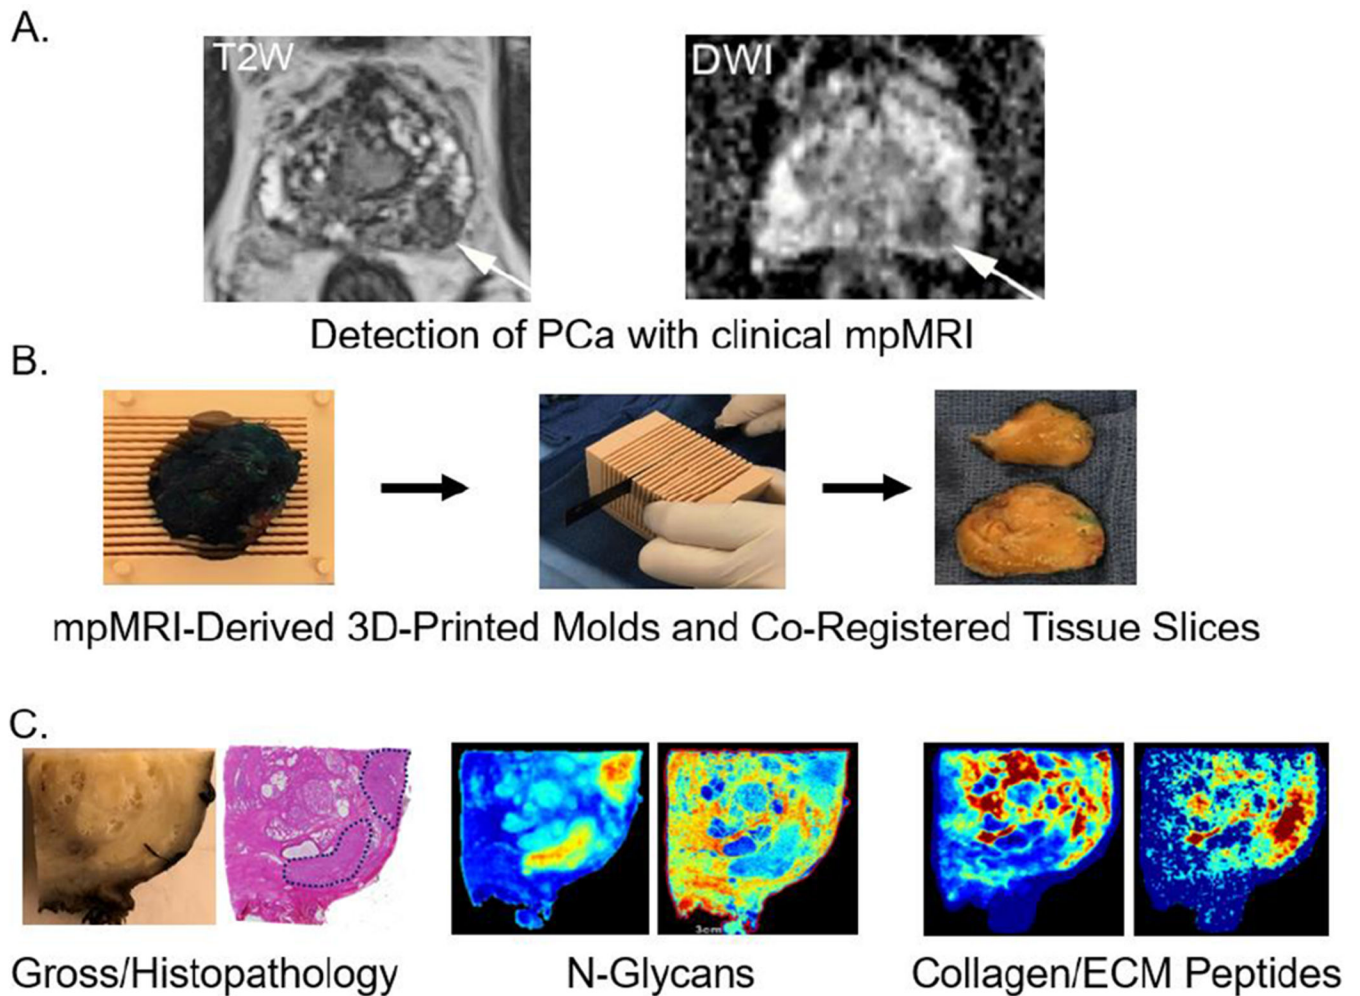 A.
T2W
DWI
Detection of PCa with clinical mpMRI
B.
mpMRI-Derived 3D-Printed Molds and Co-Registered Tissue Slices
C.
3cm
Gross/Histopathology
N-Glycans
Collagen/ECM Peptides